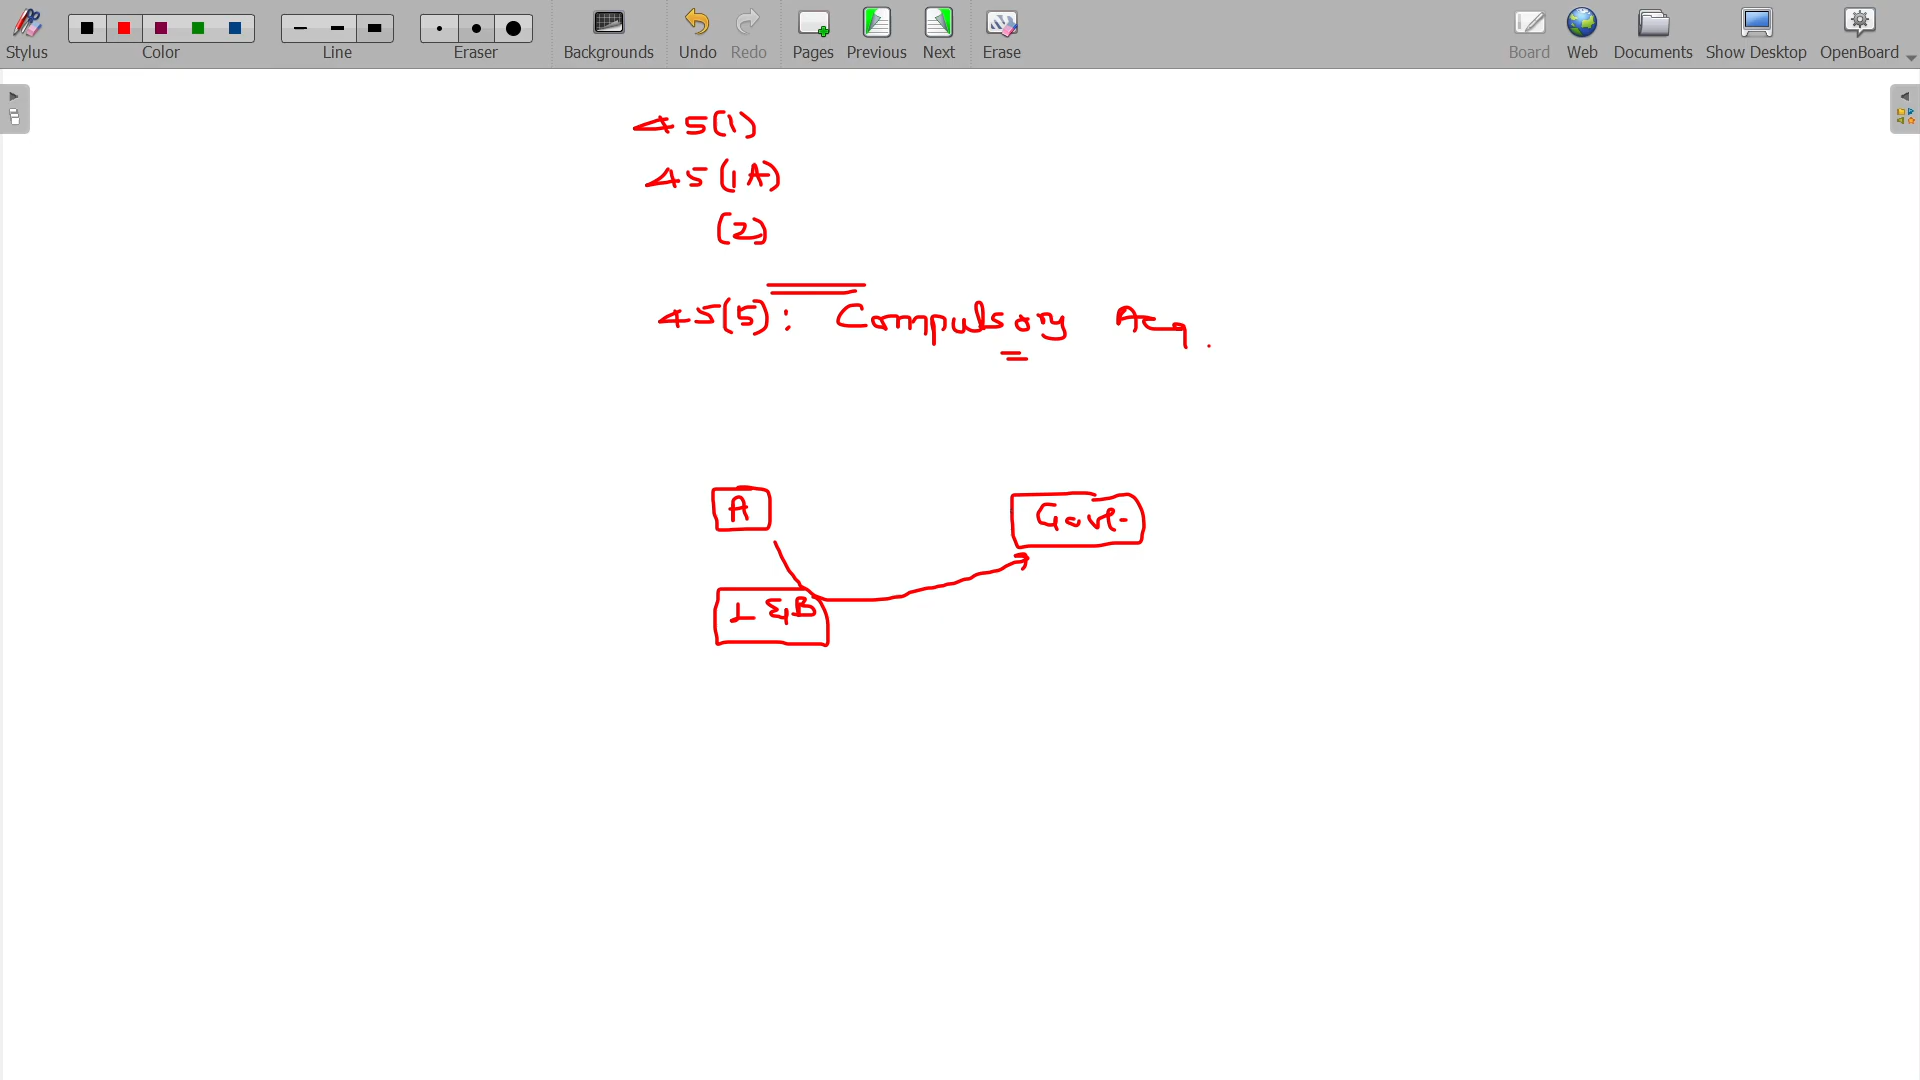 Stylus Color Line Eraser Backgrounds Undo Redo Pages Previous Next Erase Board Web Documents Show Desktop OpenBoard
45(1)
45(1A)
(2)
45(5): Compulsory Acq.
A
Govt
L & B